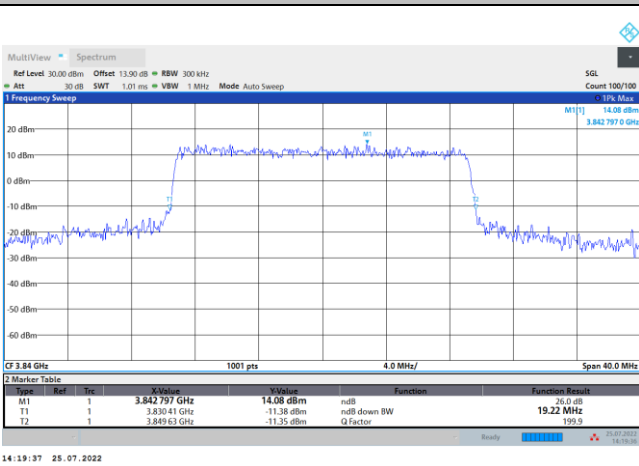 MultiView Spectrum
Ref Level 30.00 dBm Offset 13.90 dB RBW 300 kHz SGL
Att 30 dB SWT 1.01 ms VBW 1 MHz Mode Auto Sweep Count 100/100
1 Frequency Sweep 1Pk Max
M1[1] 14.08 dBm
3.842 797 0 GHz
20 dBm
M1
10 dBm
0 dBm
T1 T2
-10 dBm
-20 dBm
-30 dBm
-40 dBm
-50 dBm
-60 dBm
CF 3.84 GHz 1001 pts 4.0 MHz/ Span 40.0 MHz
2 Marker Table
Type Ref Trc X-Value Y-Value Function Function Result
M1 1 3.842 797 GHz 14.08 dBm ndB 26.0 dB
T1 1 3.830 41 GHz -11.38 dBm ndB down BW 19.22 MHz
T2 1 3.849 63 GHz -11.35 dBm Q Factor 199.9
Ready 25.07.2022
14:19:36
14:19:37 25.07.2022